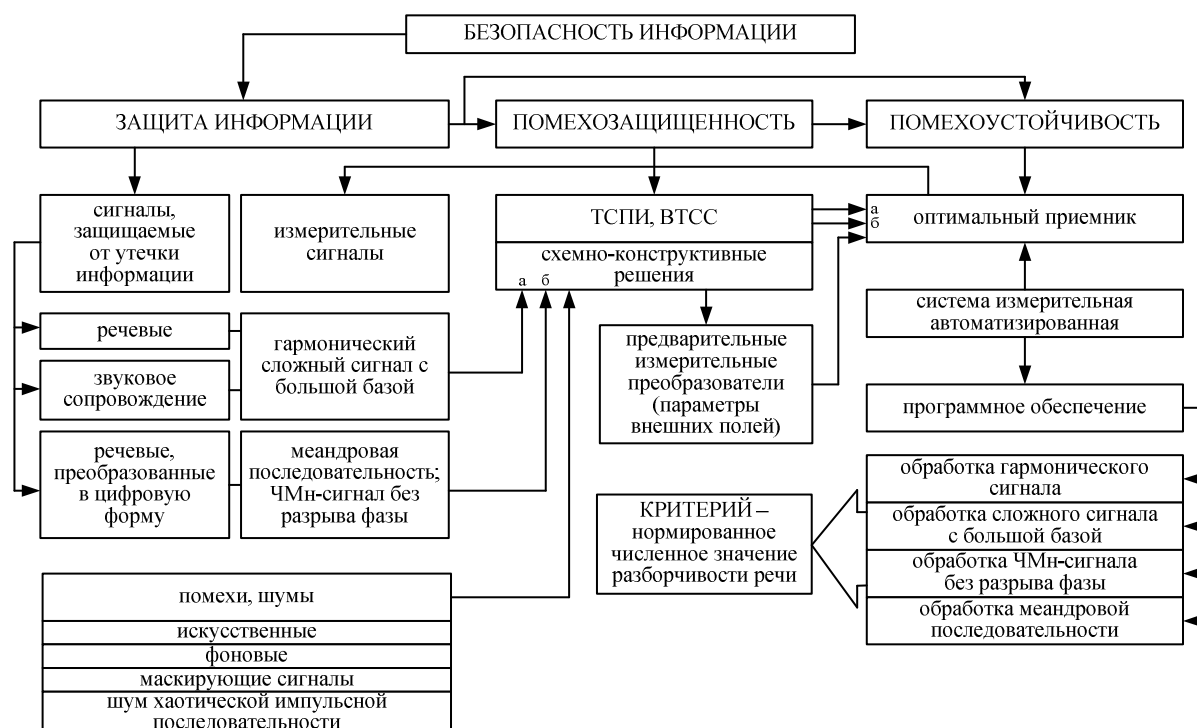 БЕЗОПАСНОСТЬ ИНФОРМАЦИИ
ЗАЩИТА ИНФОРМАЦИИ
ПОМЕХОЗАЩИЩЕННОСТЬ
ПОМЕХОУСТОЙЧИВОСТЬ
сигналы,
защищаемые
от утечки
информации
измерительные
сигналы
ТСПИ, ВТСС
схемно-конструктивные
решения
а б
а
б
оптимальный приемник
речевые
звуковое
сопровождение
гармонический
сложный сигнал с
большой базой
предварительные
измерительные
преобразователи
(параметры
внешних полей)
система измерительная
автоматизированная
программное обеспечение
речевые,
преобразованные
в цифровую
форму
меандровая
последовательность;
ЧМн-сигнал без
разрыва фазы
КРИТЕРИЙ –
нормированное
численное значение
разборчивости речи
обработка гармонического
сигнала
обработка сложного сигнала
с большой базой
обработка ЧМн-сигнала
без разрыва фазы
обработка меандровой
последовательности
помехи, шумы
искусственные
фоновые
маскирующие сигналы
шум хаотической импульсной
последовательности